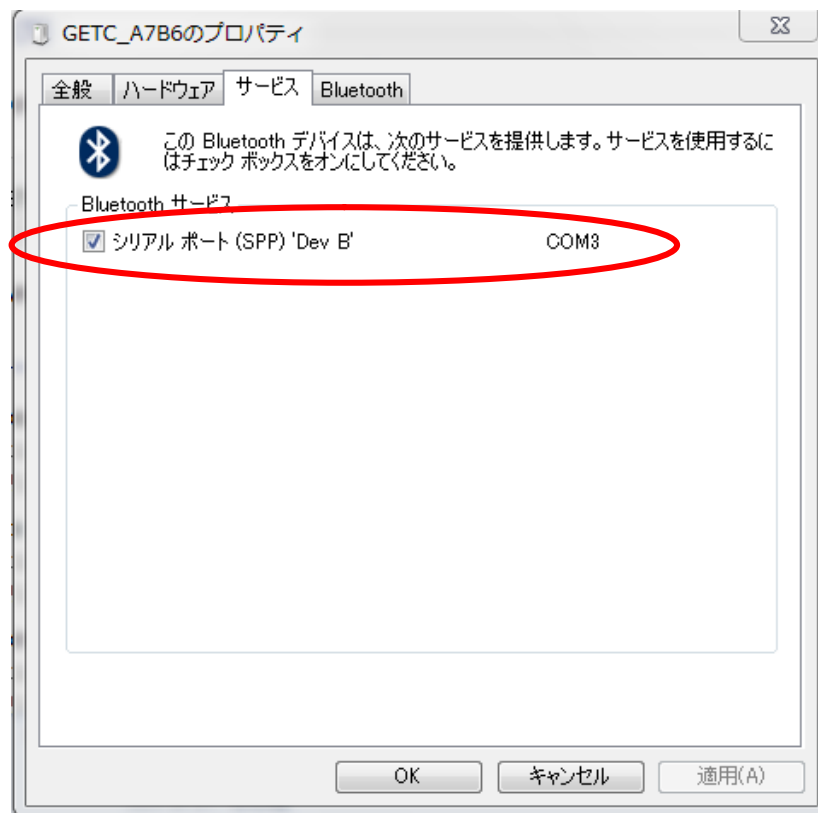 GETC_A7B6のプロパティ
全般 ハードウェア サービス Bluetooth
この Bluetooth デバイスは、次のサービスを提供します。サービスを使用するに
はチェック ボックスをオンにしてください。
Bluetooth サービス
シリアル ポート (SPP) 'Dev B' COM3
OK キャンセル 適用(A)